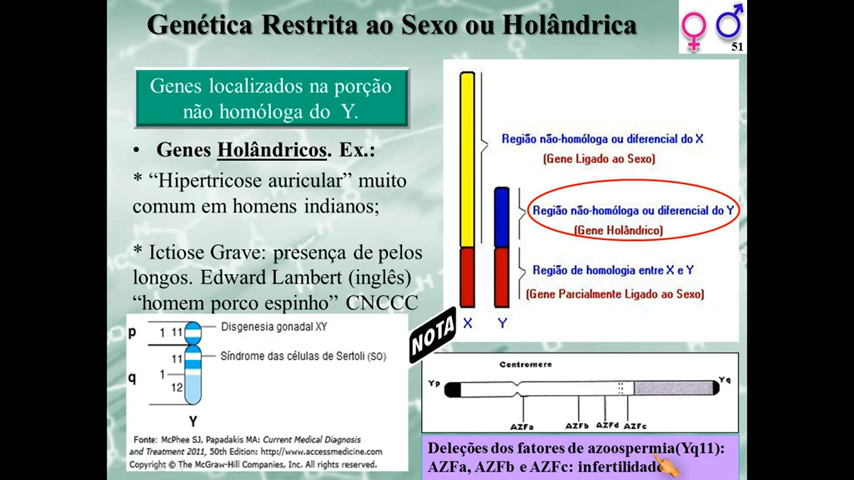 Genética Restrita ao Sexo ou Holândrica
51
Genes localizados na porção
não homóloga do Y.
• Genes Holândricos. Ex.:
* “Hipertricose auricular” muito
comum em homens indianos;
* Ictiose Grave: presença de pelos
longos. Edward Lambert (inglês)
“homem porco espinho” CNCCC
Região não-homóloga ou diferencial do X
(Gene Ligado ao Sexo)
Região não-homóloga ou diferencial do Y
(Gene Holândrico)
Região de homologia entre X e Y
(Gene Parcialmente Ligado ao Sexo)
X Y
NOTA
p 1 11 Disgenesia gonadal XY
11 Síndrome das células de Sertoli (SO)
q 1
12
Y
Fonte: McPhee SJ, Papadakis MA: Current Medical Diagnosis
and Treatment 2011, 50th Edition: http://www.accessmedicine.com
Copyright © The McGraw-Hill Companies, Inc. All rights reserved.
Centromere
Yp Yq
AZFa AZFb AZFd AZFc
Deleções dos fatores de azoospermia(Yq11):
AZFa, AZFb e AZFc: infertilidade